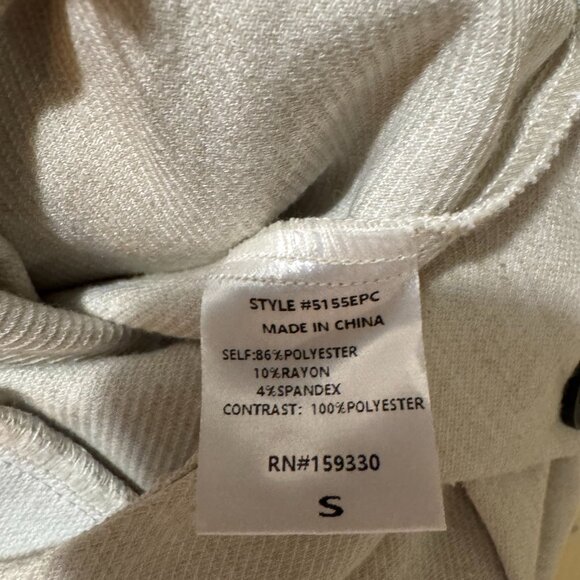 STYLE #5155EPC
MADE IN CHINA
SELF:86%POLYESTER
10%RAYON
4%SPANDEX
CONTRAST: 100%POLYESTER
RN#159330
S